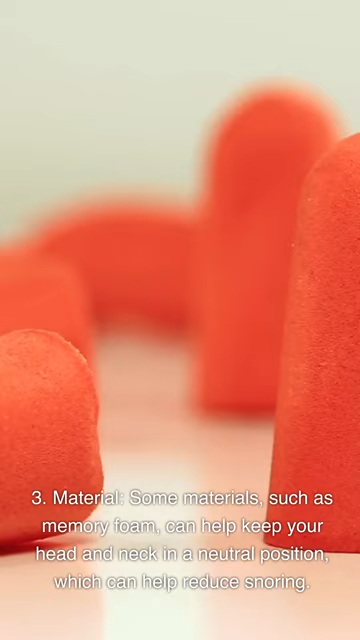 3. Material: Some materials, such as
memory foam, can help keep your
head and neck in a neutral position,
which can help reduce snoring.